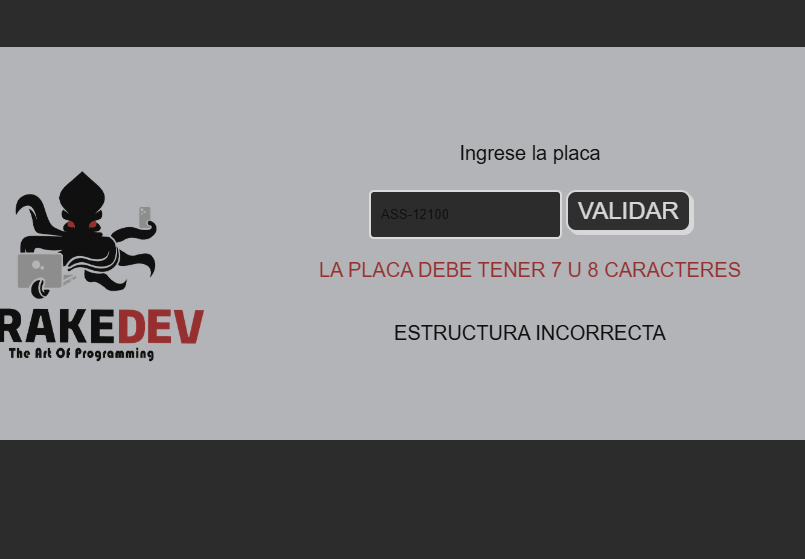 Ingrese la placa
ASS-12100
VALIDAR
LA PLACA DEBE TENER 7 U 8 CARACTERES
ESTRUCTURA INCORRECTA
RAKEDEV
The Art Of Programming